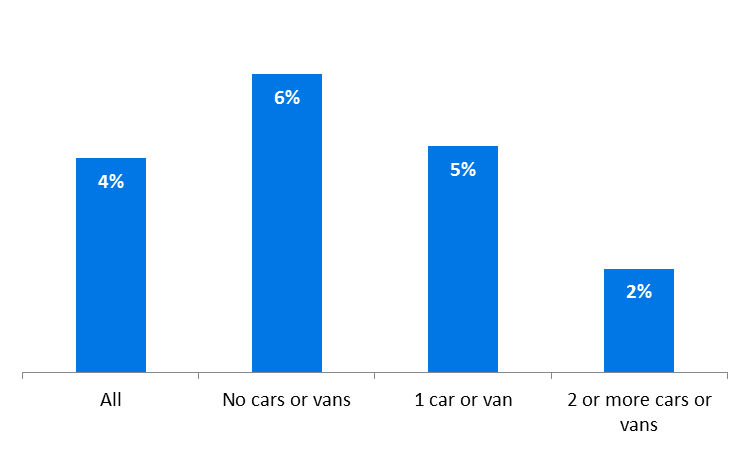 6%
5%
4%
2%
All
No cars or vans
1 car or van
2 or more cars or
vans